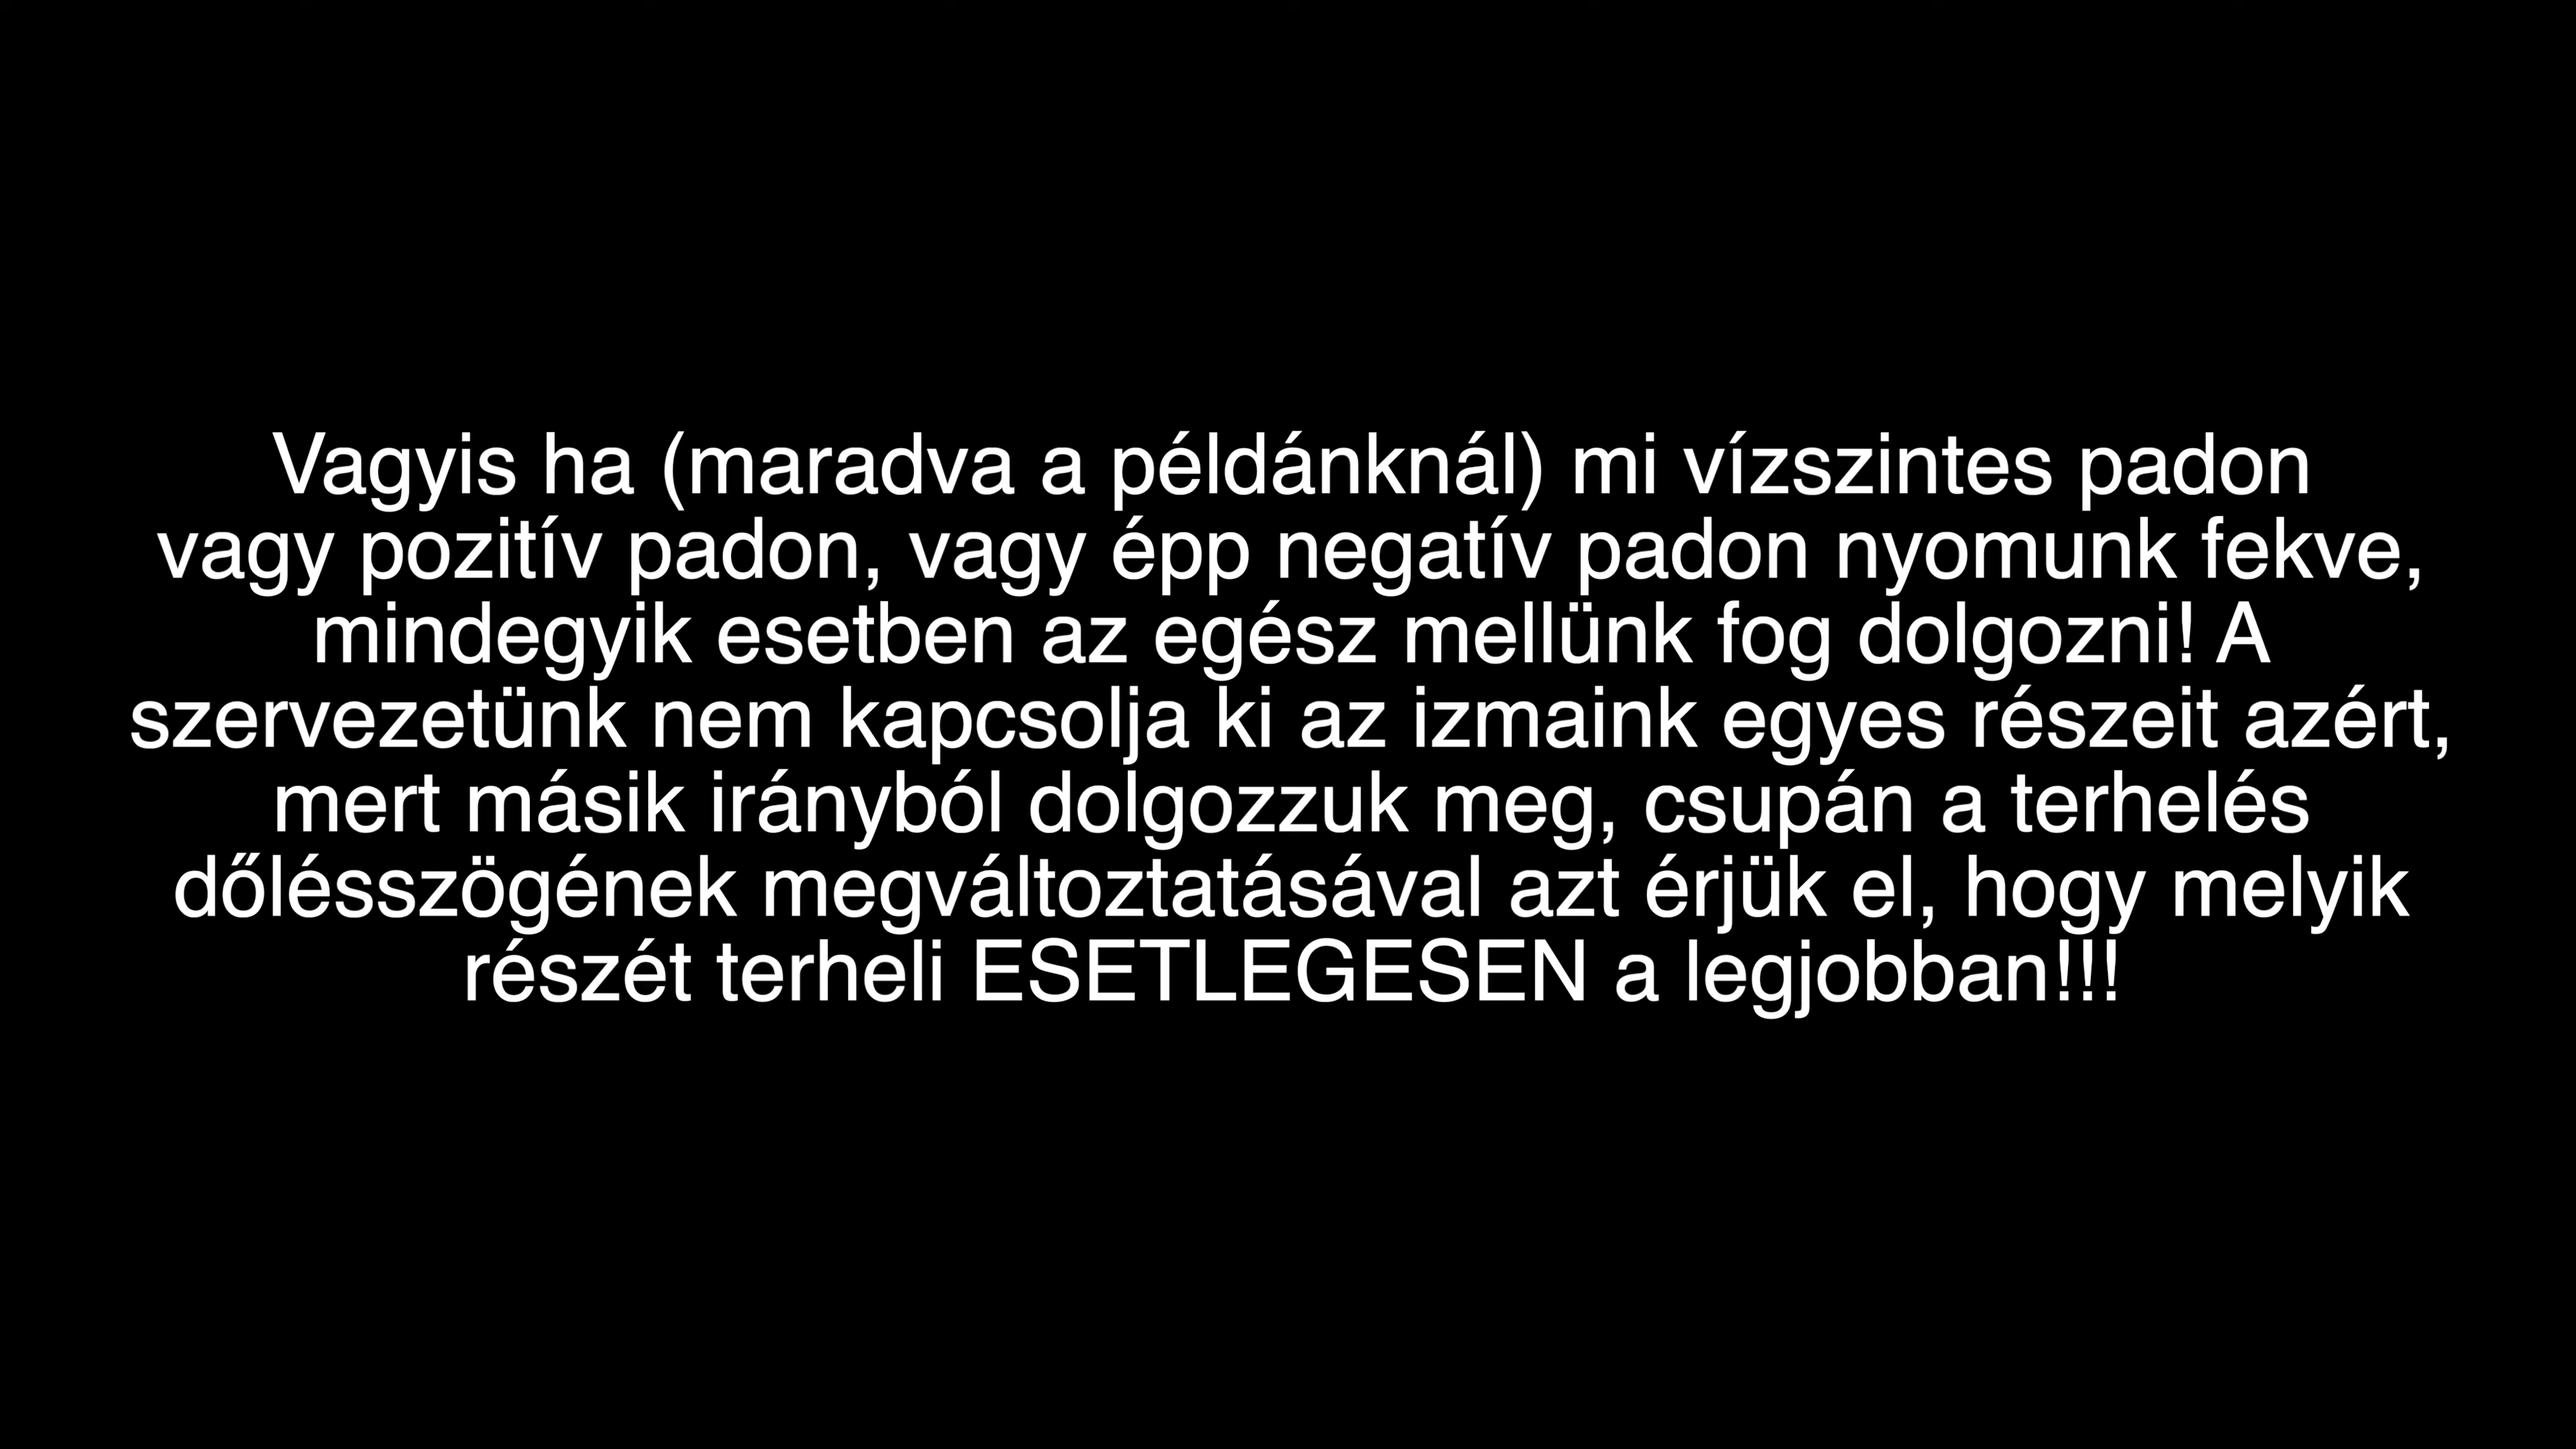 Vagyis ha (maradva a példánknál) mi vízszintes padon
vagy pozitív padon, vagy épp negatív padon nyomunk fekve,
mindegyik esetben az egész mellünk fog dolgozni! A
szervezetünk nem kapcsolja ki az izmaink egyes részeit azért,
mert másik irányból dolgozzuk meg, csupán a terhelés
dőlésszögének megváltoztatásával azt érjük el, hogy melyik
részét terheli ESETLEGESEN a legjobban!!!